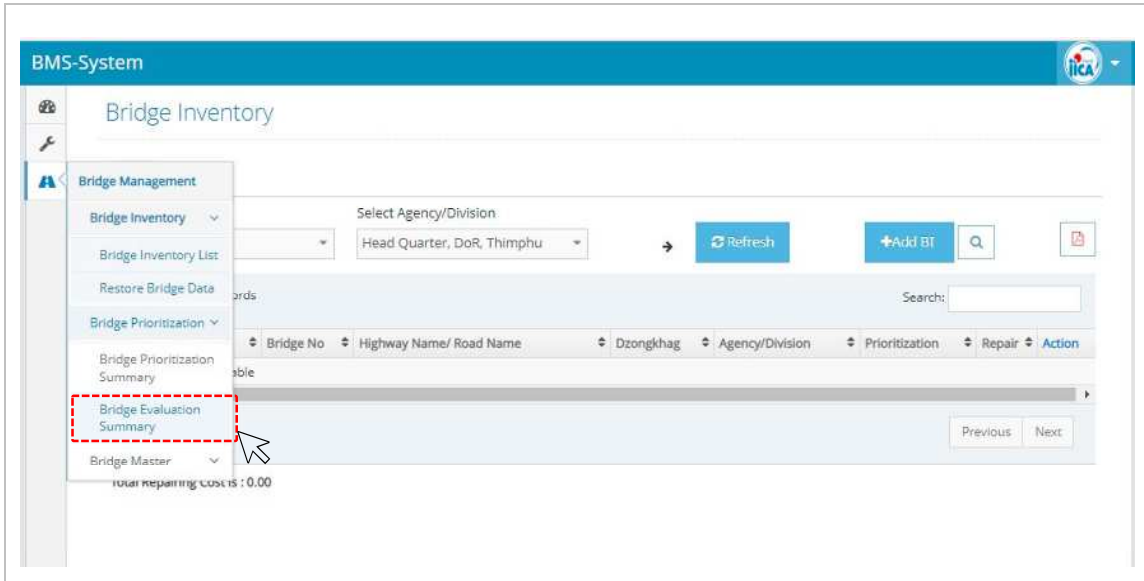 BMS-System
jicA
Bridge Inventory
Bridge Management
Bridge Inventory
Bridge Inventory List
Restore Bridge Data
Bridge Prioritization
Bridge Prioritization
Summary
Bridge Evaluation
Summary
Bridge Master
Select Agency/Division
Head Quarter, DoR, Thimphu
Refresh
+Add BI
Search:
Bridge No
Highway Name/ Road Name
Dzongkhag
Agency/Division
Prioritization
Repair
Action
Previous
Next
Total Repairing Cost is : 0.00